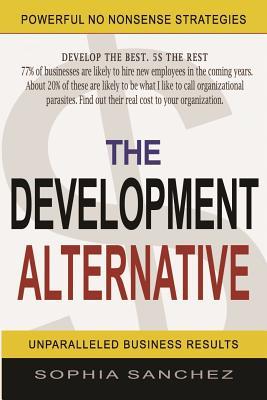 POWERFUL NO NONSENSE STRATEGIES
DEVELOP THE BEST. 5S THE REST
77% of businesses are likely to hire new employees in the coming years.
About 20% of these are likely to be what I like to call organizational
parasites. Find out their real cost to your organization.
THE
DEVELOPMENT
ALTERNATIVE
UNPARALLELED BUSINESS RESULTS
SOPHIA SANCHEZ